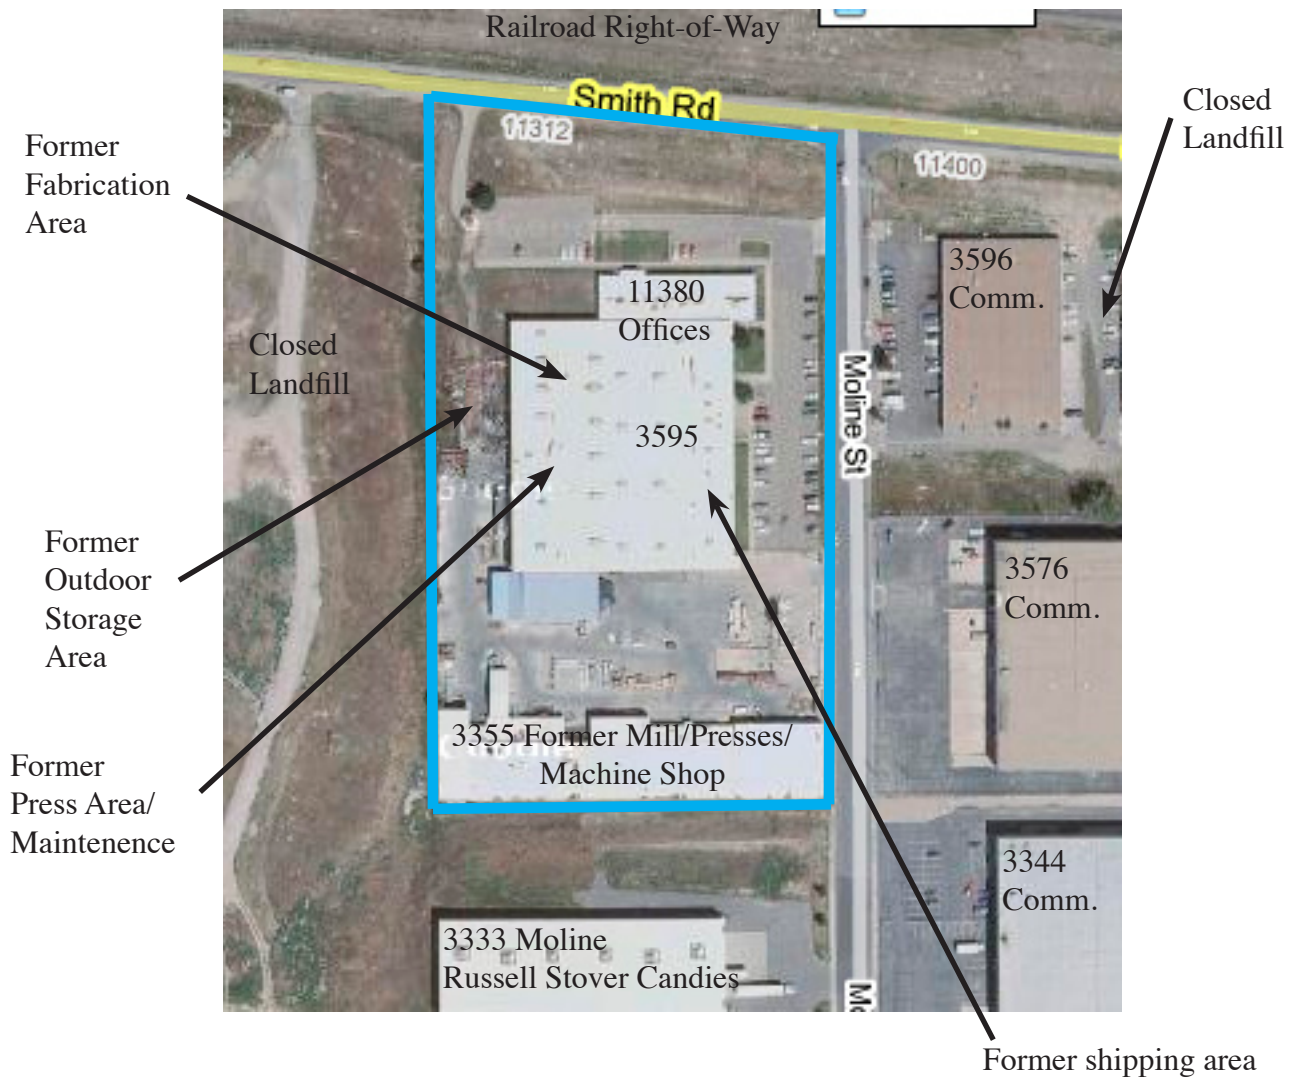 Railroad Right-of-Way
Smith Rd
11312
11400
Closed
Landfill
Former
Fabrication
Area
3596
Comm.
11380
Offices
Closed
Landfill
Moline St
3595
Former
Outdoor
Storage
Area
3576
Comm.
3355 Former Mill/Presses/
Machine Shop
Former
Press Area/
Maintenence
3344
Comm.
3333 Moline
Russell Stover Candies
Mo
Former shipping area